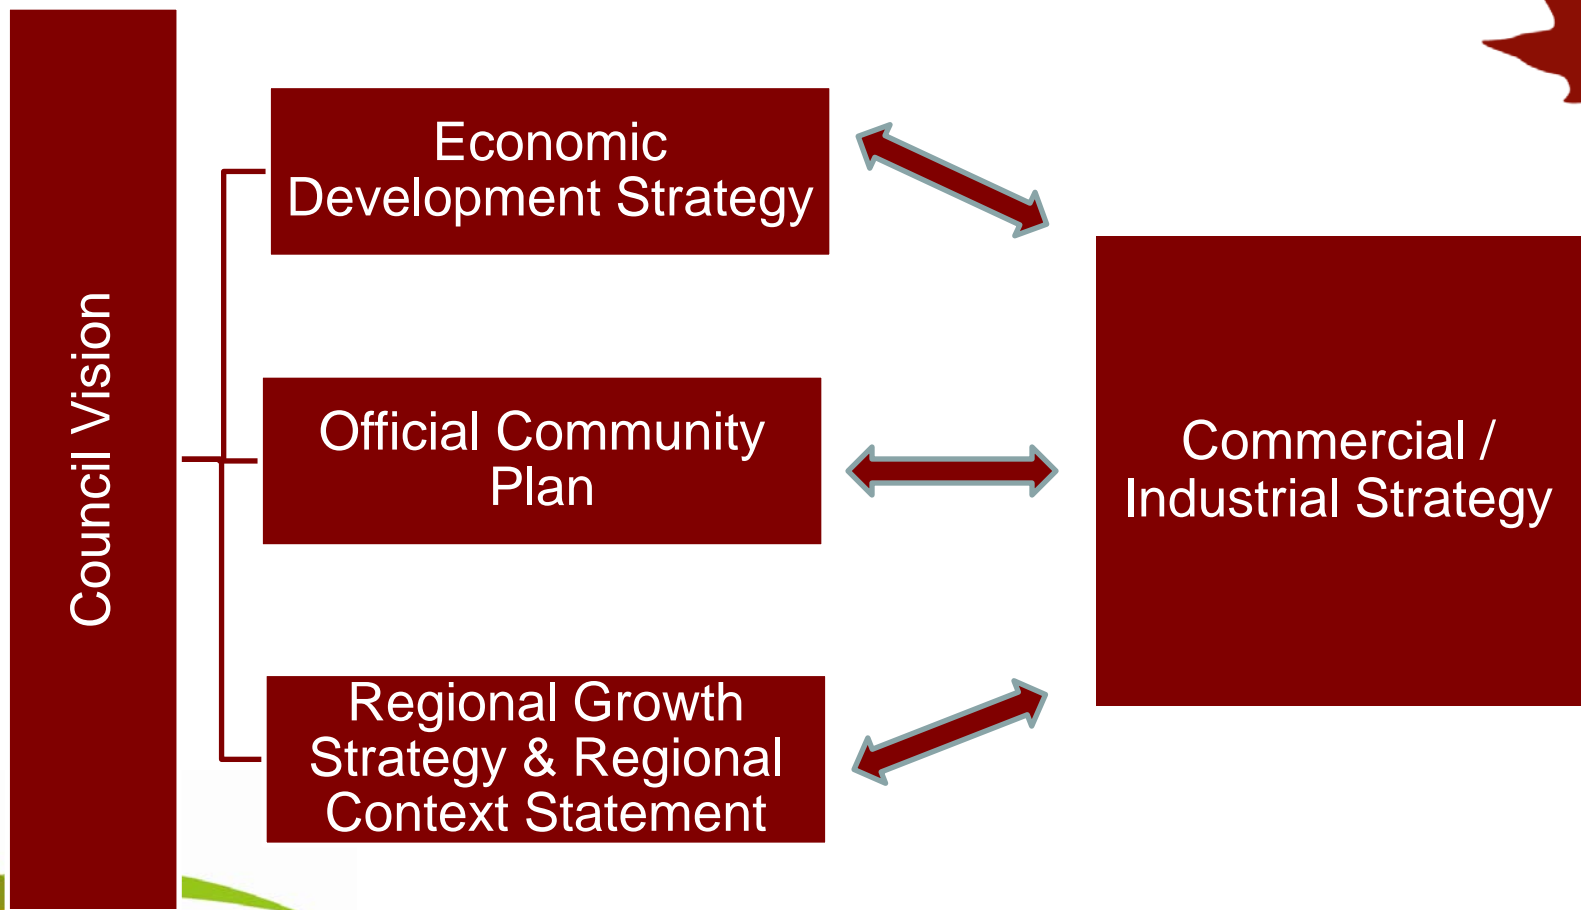 Council Vision
Economic
Development Strategy
Official Community
Plan
Regional Growth
Strategy & Regional
Context Statement
Commercial /
Industrial Strategy